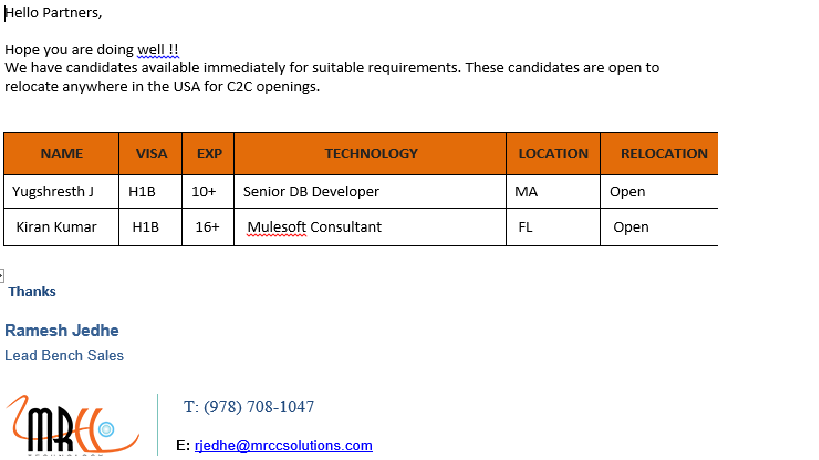 Hello Partners,
Hope you are doing well !!
We have candidates available immediately for suitable requirements. These candidates are open to
relocate anywhere in the USA for C2C openings.
NAME VISA EXP TECHNOLOGY LOCATION RELOCATION
Yugshresth J H1B 10+ Senior DB Developer MA Open
Kiran Kumar H1B 16+ Mulesoft Consultant FL Open
Thanks
Ramesh Jedhe
Lead Bench Sales
MRCC
T: (978) 708-1047
E: rjedhe@mrccsolutions.com